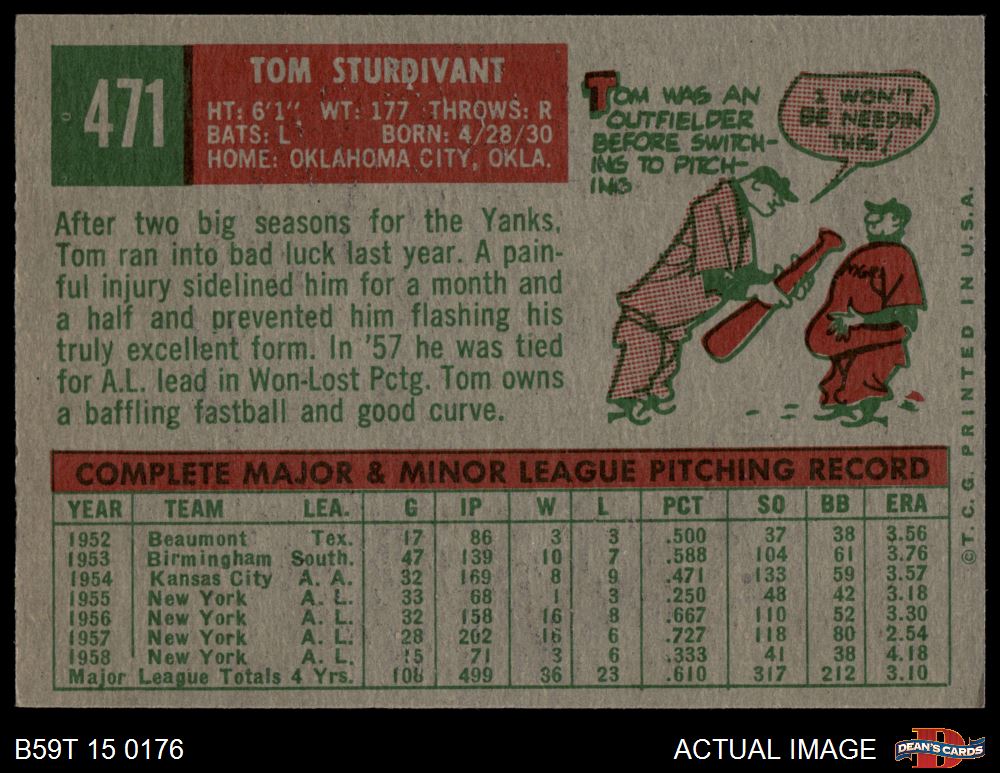 471
TOM STURDIVANT
HT: 6'1", WT: 177 THROWS: R
BATS: L BORN: 4/28/30
HOME: OKLAHOMA CITY, OKLA.
TOM WAS AN
OUTFIELDER
BEFORE SWITCH-
ING TO PITCH-
ING
I WON'T
BE NEEDIN'
THIS!
After two big seasons for the Yanks,
Tom ran into bad luck last year. A pain-
ful injury sidelined him for a month and
a half and prevented him flashing his
truly excellent form. In '57 he was tied
for A.L. lead in Won-Lost Pctg. Tom owns
a baffling fastball and good curve.
COMPLETE MAJOR & MINOR LEAGUE PITCHING RECORD
YEAR TEAM LEA. G IP W L PCT SO BB ERA
1952 Beaumont Tex. 17 86 3 3 .500 37 38 3.56
1953 Birmingham South. 47 139 10 7 .588 104 61 3.76
1954 Kansas City A. A. 32 169 8 9 .471 133 59 3.57
1955 New York A. L. 33 68 1 3 .250 48 42 3.18
1956 New York A. L. 32 158 16 8 .667 110 52 3.30
1957 New York A. L. 28 202 16 6 .727 118 80 2.54
1958 New York A. L. 15 71 3 6 .333 41 38 4.18
Major League Totals 4 Yrs. 108 499 36 23 .610 317 212 3.10
©T.C.G. PRINTED IN U.S.A.
B59T 15 0176
ACTUAL IMAGE
DEAN'S CARDS